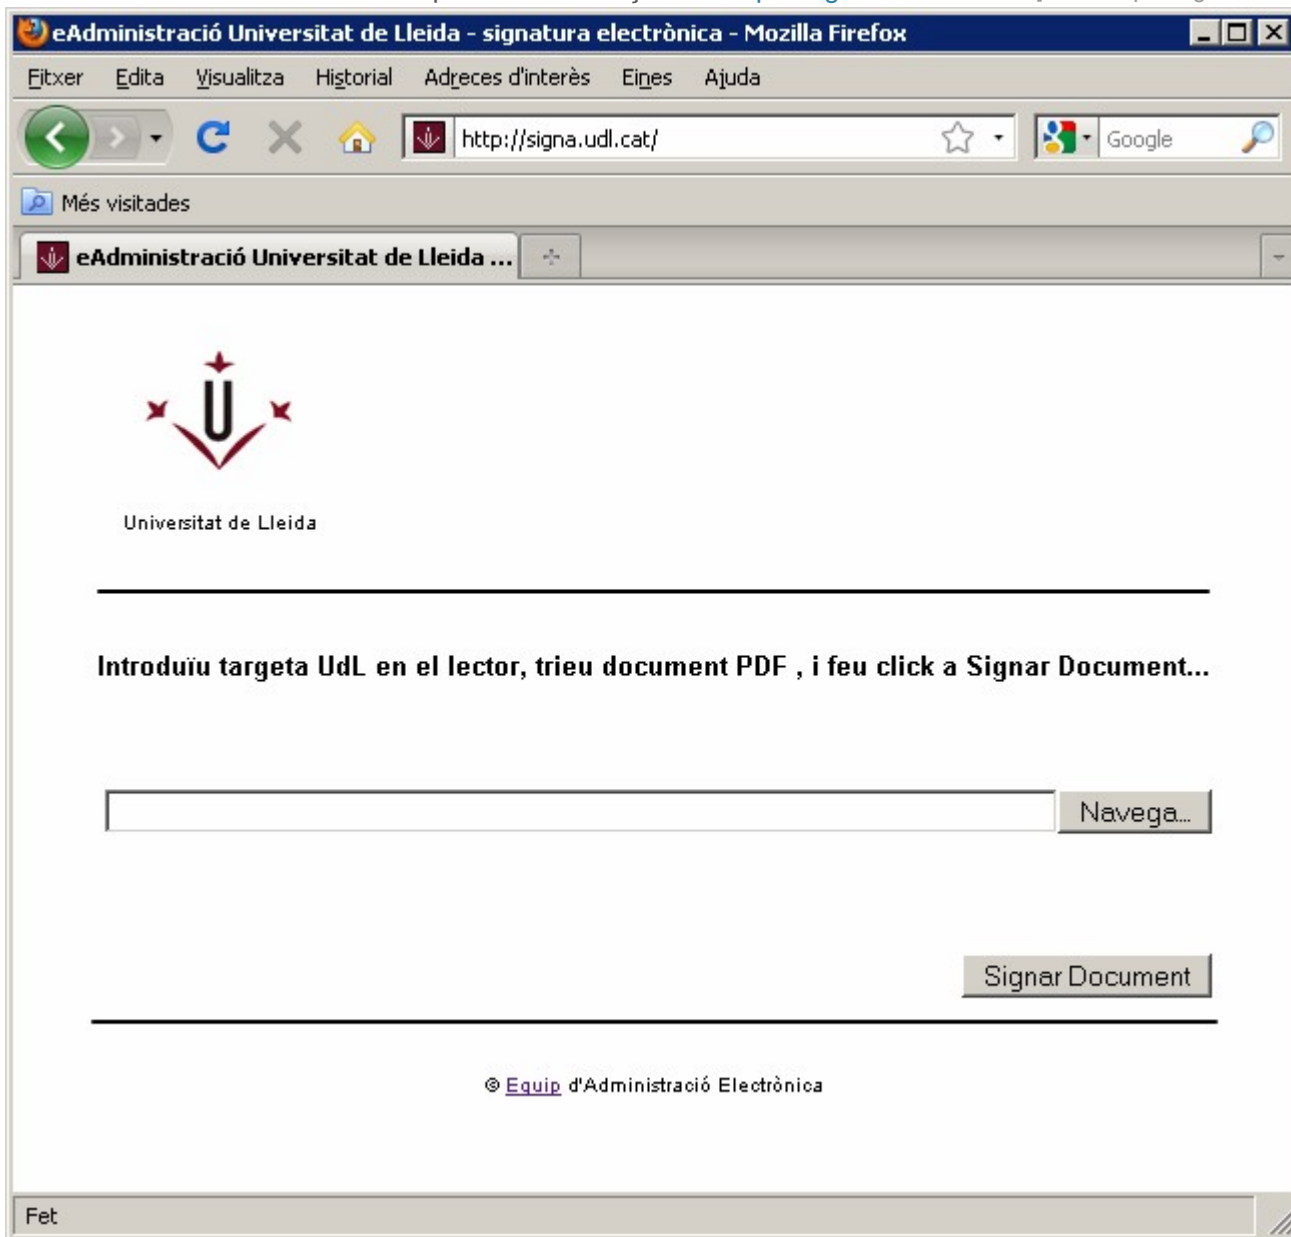 eAdministració Universitat de Lleida - signatura electrònica - Mozilla Firefox
Fitxer Edita Visualitza Historial Adreces d'interès Eines Ajuda
http://signa.udl.cat/ Google
Més visitades
eAdministració Universitat de Lleida ...
Universitat de Lleida
Introduïu targeta UdL en el lector, trieu document PDF , i feu click a Signar Document...
Navega...
Signar Document
© Equip d'Administració Electrònica
Fet